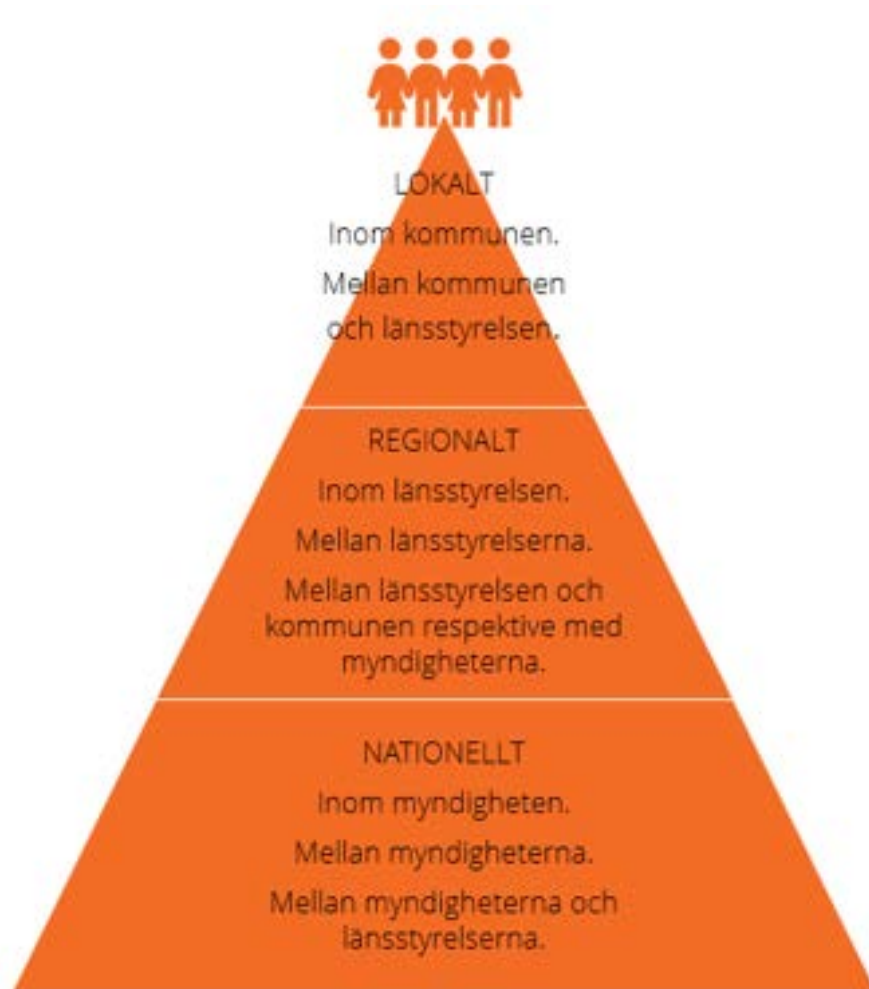 LOKALT
Inom kommunen.
Mellan kommunen
och länsstyrelsen.
REGIONALT
Inom länsstyrelsen.
Mellan länsstyrelserna.
Mellan länsstyrelsen och
kommunen respektive med
myndigheterna.
NATIONELLT
Inom myndigheten.
Mellan myndigheterna.
Mellan myndigheterna och
länsstyrelserna.